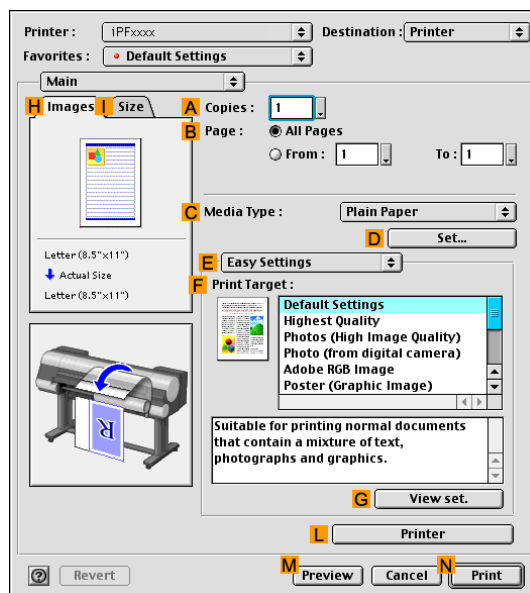 Printer : iPFxxxx Destination : Printer
Favorites : Default Settings
Main
H Images I Size
A Copies : 1
B Page : All Pages
From : 1 To : 1
C Media Type : Plain Paper
D Set...
Letter (8.5"x11")
Actual Size
Letter (8.5"x11")
E Easy Settings
F Print Target :
Default Settings
Highest Quality
Photos (High Image Quality)
Photo (from digital camera)
Adobe RGB Image
Poster (Graphic Image)
R
Suitable for printing normal documents
that contain a mixture of text,
photographs and graphics.
G View set.
L Printer
? Revert M Preview Cancel N Print